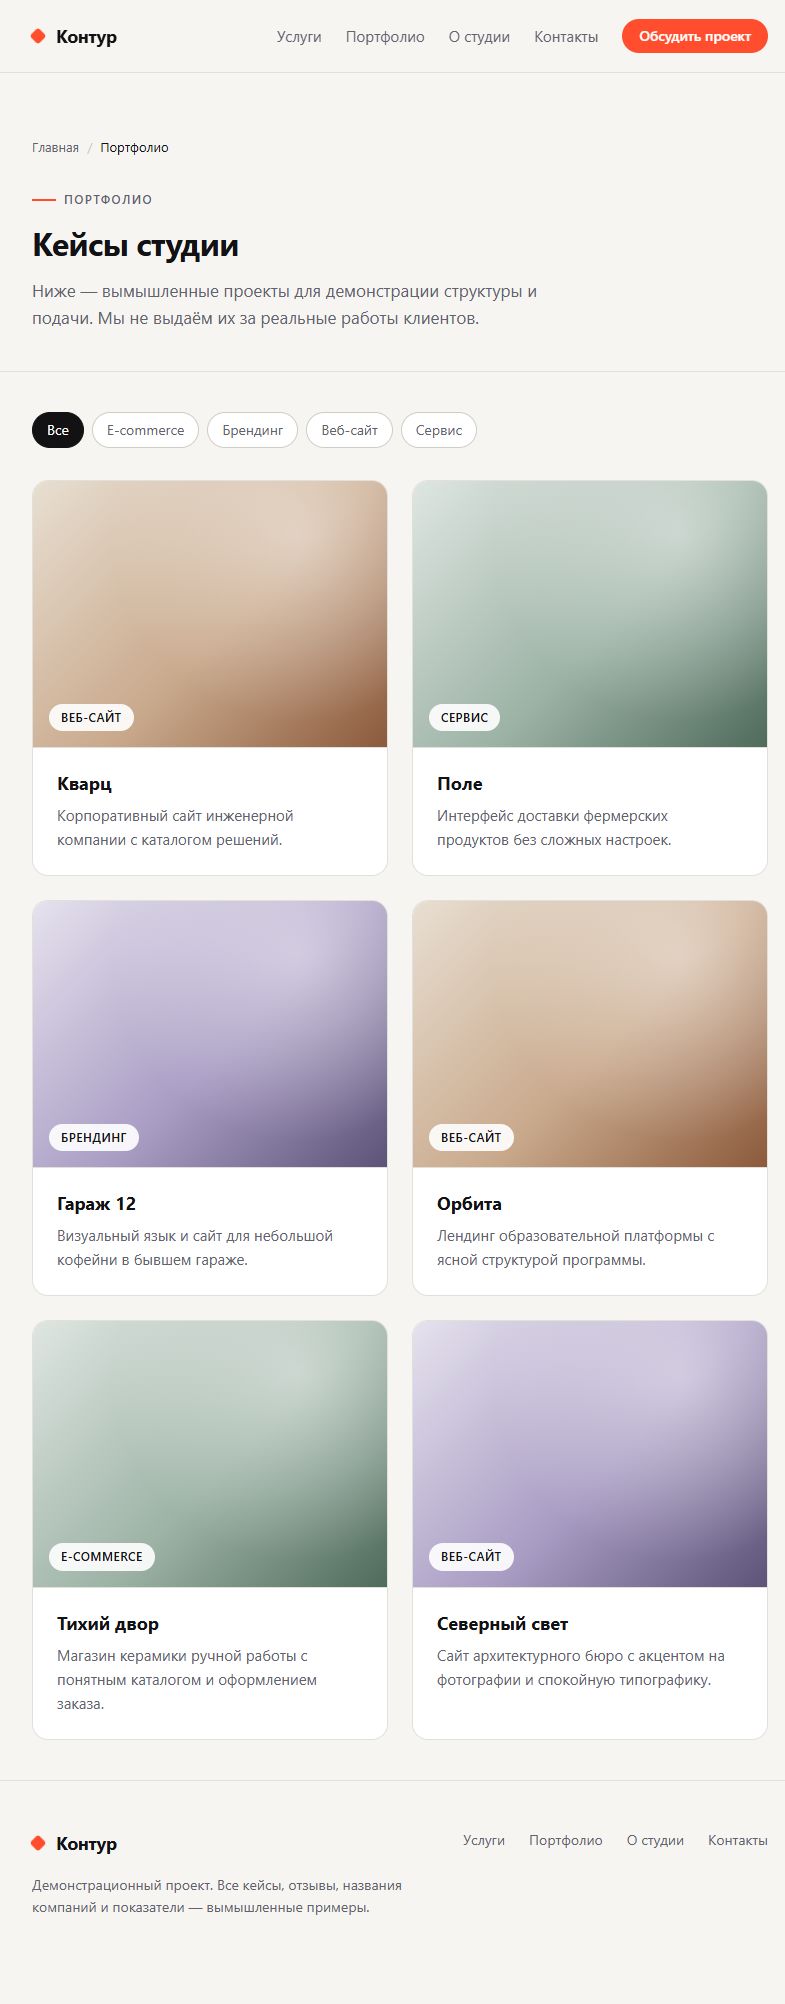 Контур
Услуги Портфолио О студии Контакты Обсудить проект
Главная / Портфолио
ПОРТФОЛИО
Кейсы студии
Ниже — вымышленные проекты для демонстрации структуры и
подачи. Мы не выдаём их за реальные работы клиентов.
Все E-commerce Брендинг Веб-сайт Сервис
ВЕБ-САЙТ
Кварц
Корпоративный сайт инженерной
компании с каталогом решений.
СЕРВИС
Поле
Интерфейс доставки фермерских
продуктов без сложных настроек.
БРЕНДИНГ
Гараж 12
Визуальный язык и сайт для небольшой
кофейни в бывшем гараже.
ВЕБ-САЙТ
Орбита
Лендинг образовательной платформы с
ясной структурой программы.
E-COMMERCE
Тихий двор
Магазин керамики ручной работы с
понятным каталогом и оформлением
заказа.
ВЕБ-САЙТ
Северный свет
Сайт архитектурного бюро с акцентом на
фотографии и спокойную типографику.
Контур
Услуги Портфолио О студии Контакты
Демонстрационный проект. Все кейсы, отзывы, названия
компаний и показатели — вымышленные примеры.